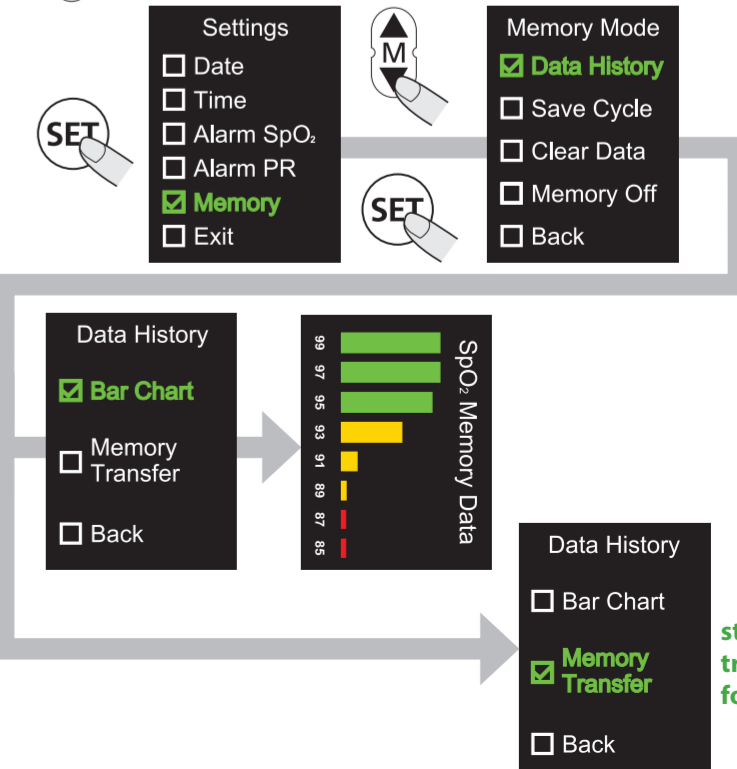 Settings
Date
Time
Alarm SpO₂
Alarm PR
Memory
Exit
SET
M
SET
Memory Mode
Data History
Save Cycle
Clear Data
Memory Off
Back
Data History
Bar Chart
Memory
Transfer
Back
SpO₂ Memory Data
99
97
95
93
91
89
87
85
Data History
Bar Chart
Memory
Transfer
Back